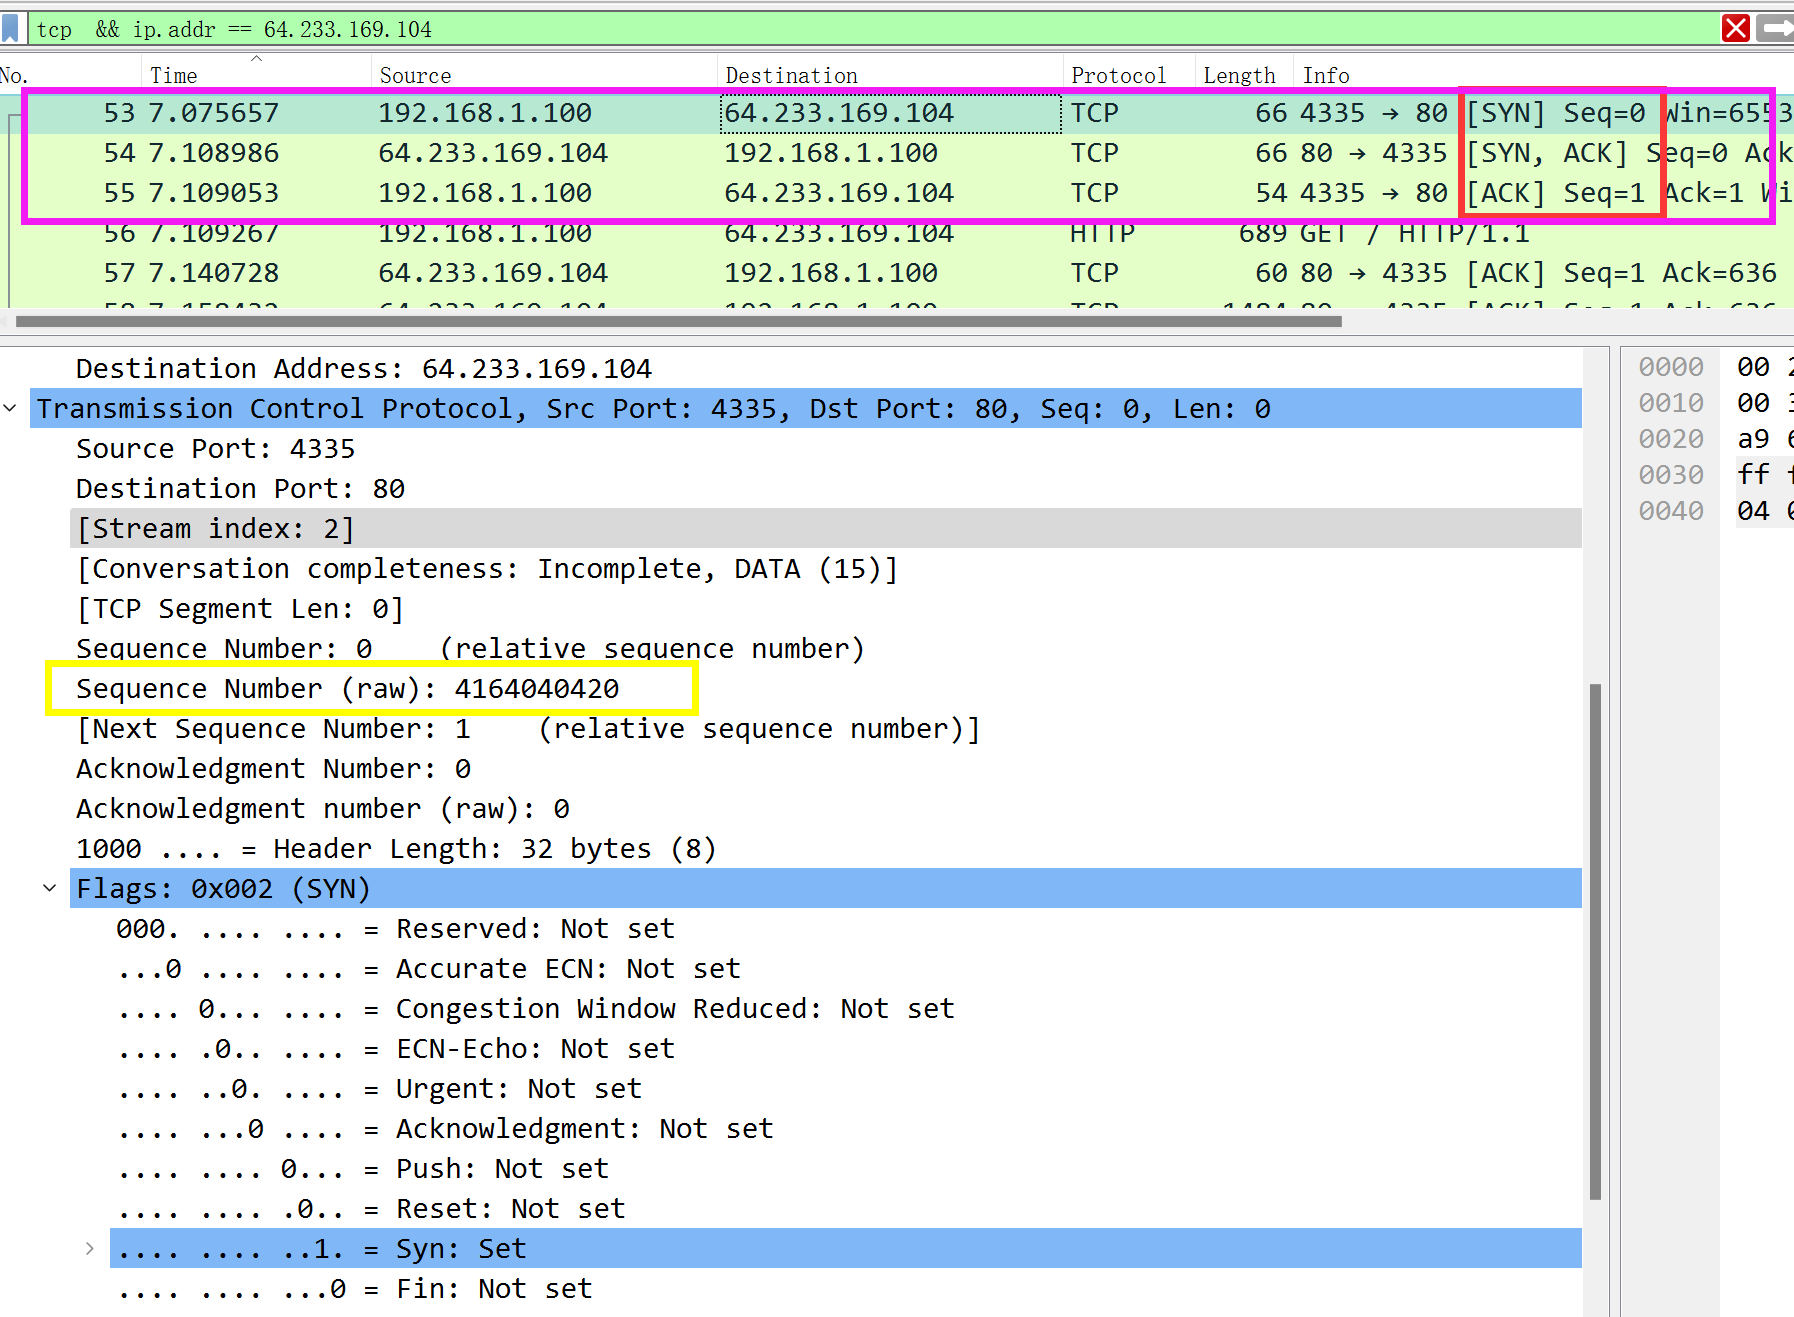 tcp  && ip.addr == 64.233.169.104
No. Time Source Destination Protocol Length Info
53 7.075657 192.168.1.100 64.233.169.104 TCP 66 4335 → 80 [SYN] Seq=0 Win=6553
54 7.108986 64.233.169.104 192.168.1.100 TCP 66 80 → 4335 [SYN, ACK] Seq=0 Ack
55 7.109053 192.168.1.100 64.233.169.104 TCP 54 4335 → 80 [ACK] Seq=1 Ack=1 Wi
56 7.109267 192.168.1.100 64.233.169.104 HTTP 689 GET / HTTP/1.1
57 7.140728 64.233.169.104 192.168.1.100 TCP 60 80 → 4335 [ACK] Seq=1 Ack=636
Destination Address: 64.233.169.104
Transmission Control Protocol, Src Port: 4335, Dst Port: 80, Seq: 0, Len: 0
Source Port: 4335
Destination Port: 80
[Stream index: 2]
[Conversation completeness: Incomplete, DATA (15)]
[TCP Segment Len: 0]
Sequence Number: 0    (relative sequence number)
Sequence Number (raw): 4164040420
[Next Sequence Number: 1    (relative sequence number)]
Acknowledgment Number: 0
Acknowledgment number (raw): 0
1000 .... = Header Length: 32 bytes (8)
Flags: 0x002 (SYN)
000. .... .... = Reserved: Not set
...0 .... .... = Accurate ECN: Not set
.... 0... .... = Congestion Window Reduced: Not set
.... .0.. .... = ECN-Echo: Not set
.... ..0. .... = Urgent: Not set
.... ...0 .... = Acknowledgment: Not set
.... .... 0... = Push: Not set
.... .... .0.. = Reset: Not set
.... .... ..1. = Syn: Set
.... .... ...0 = Fin: Not set
0000 00
0010 00
0020 a9
0030 ff
0040 04